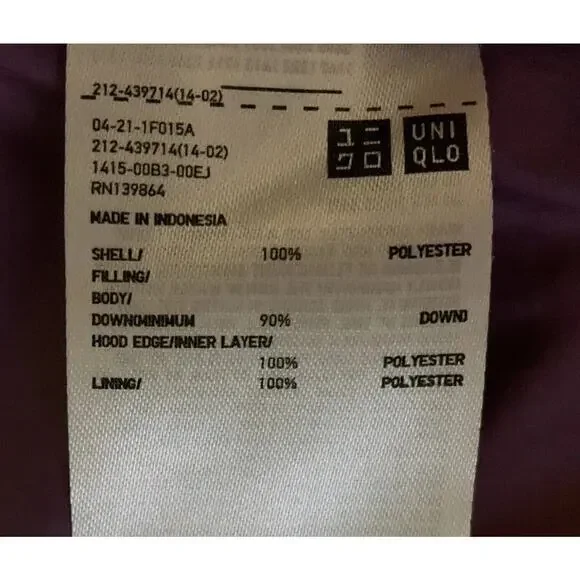 212-439714(14-02)
04-21-1F015A
212-439714(14-02)
1415-00B3-00EJ
RN139864
ユニ
クロ
UNI
QLO
MADE IN INDONESIA
SHELL/ 100% POLYESTER
FILLING/
BODY/
DOWN(MINIMUM 90% DOWN)
HOOD EDGE/INNER LAYER/
100% POLYESTER
LINING/ 100% POLYESTER